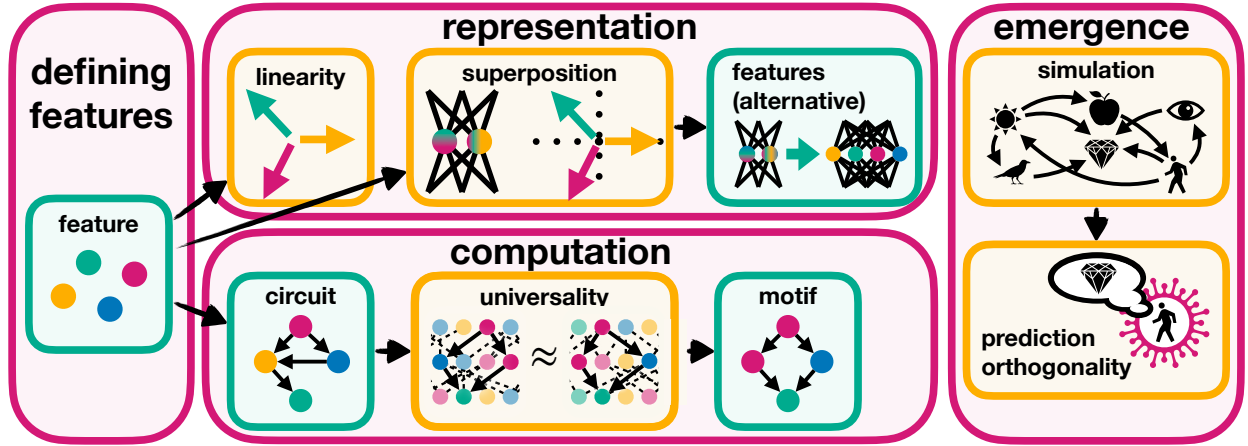 defining
features
feature
representation
linearity
superposition
features
(alternative)
computation
circuit
universality
motif
emergence
simulation
prediction
orthogonality